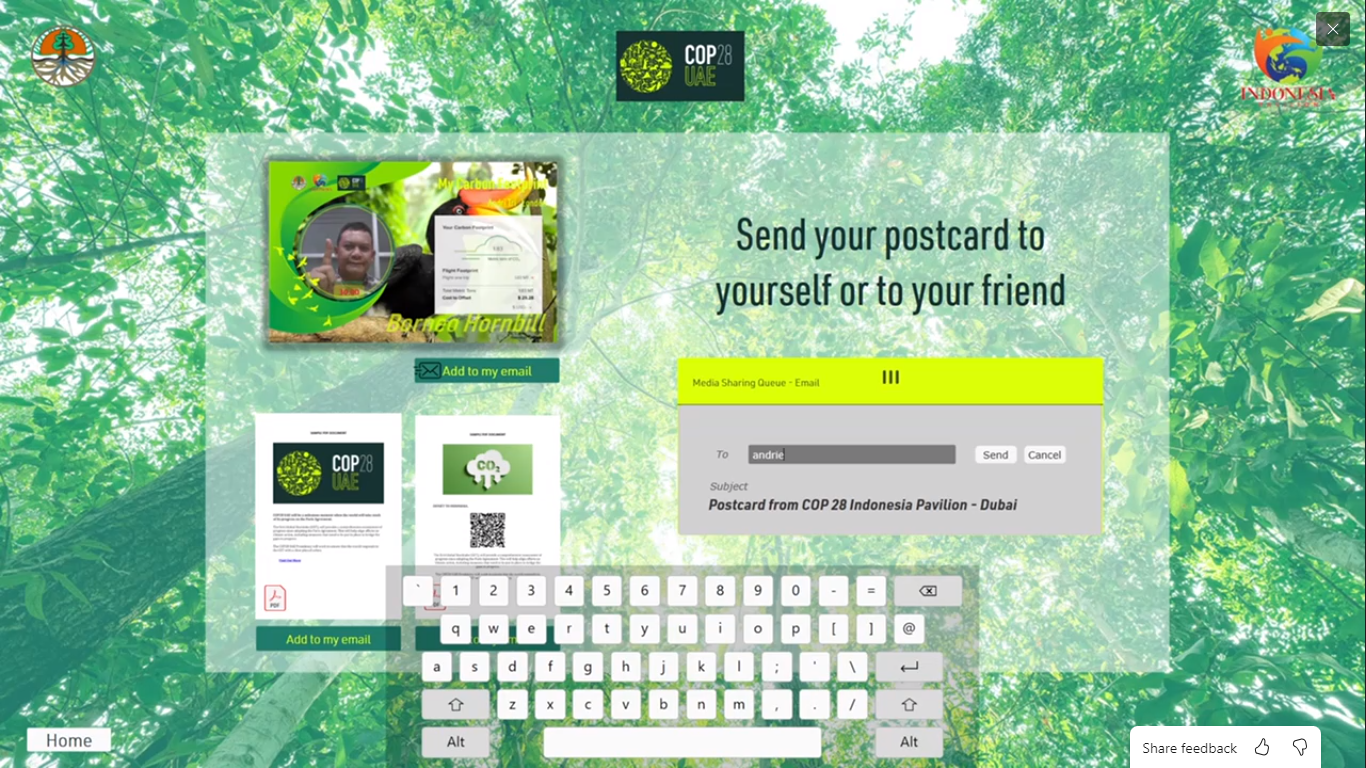 COP28
UAE
INDONESIA
COP28
UAE
My Carbon Footprint
Your Carbon Footprint
Flight Footprint
Total Metric Tons
Cost to Offset
Borneo Hornbill
Add to my email
Send your postcard to
yourself or to your friend
Media Sharing Queue - Email
To
andrie
Send
Cancel
Subject
Postcard from COP 28 Indonesia Pavilion - Dubai
SAMPLE PDF DOCUMENT
COP28
UAE
PDF
Add to my email
SAMPLE PDF DOCUMENT
CO2
PDF
` 1 2 3 4 5 6 7 8 9 0 - =
q w e r t y u i o p [ ] @
a s d f g h j k l ; ' \
z x c v b n m , . /
Alt
Alt
Home
Share feedback